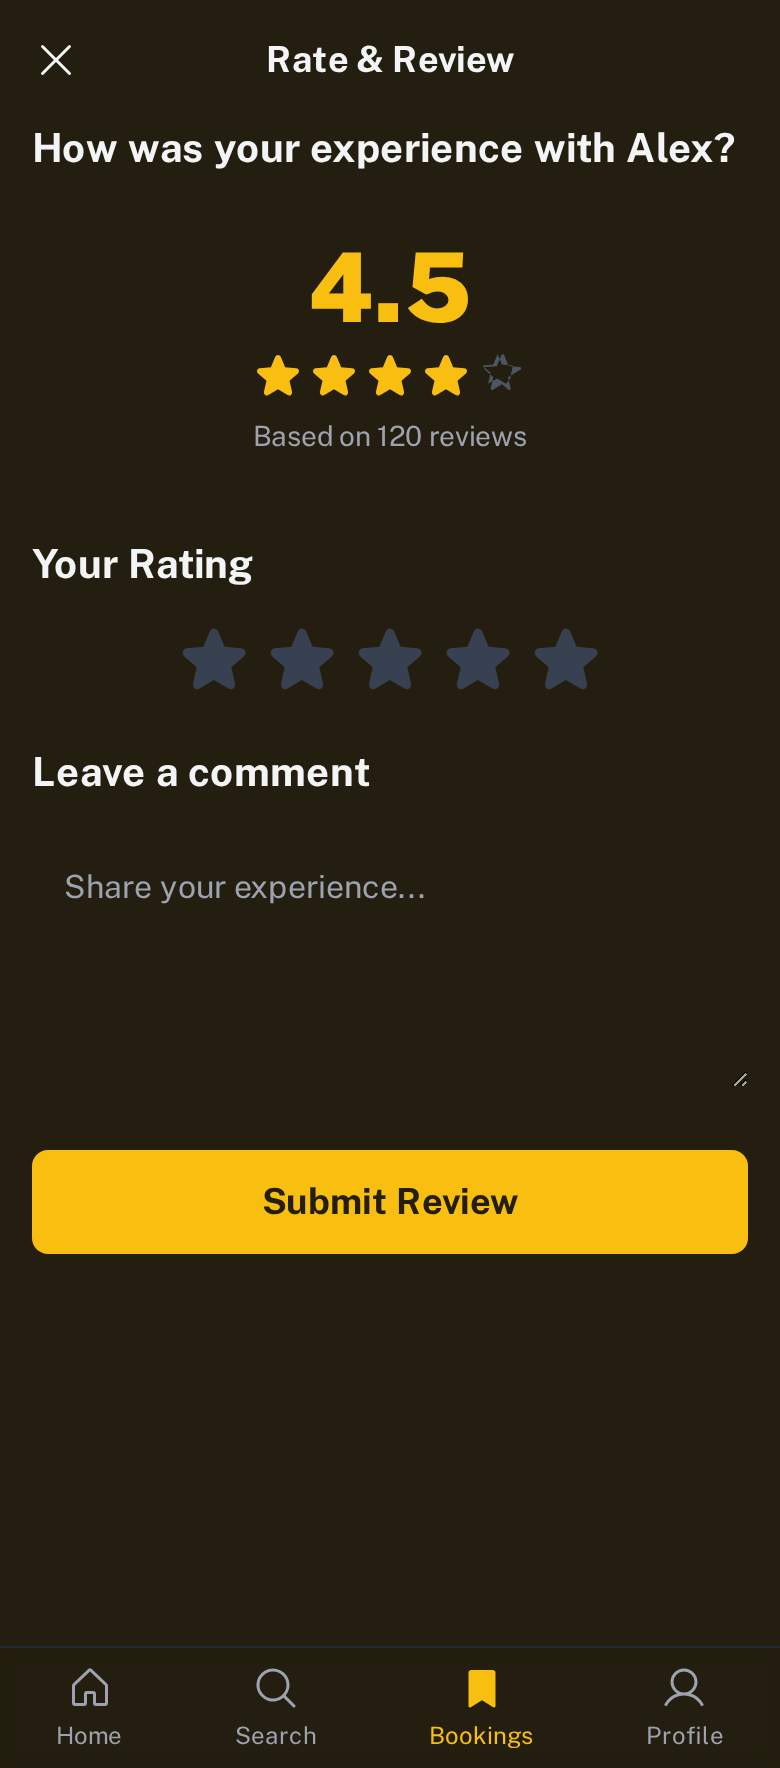 Rate & Review
How was your experience with Alex?
4.5
Based on 120 reviews
Your Rating
Leave a comment
Share your experience...
Submit Review
Home
Search
Bookings
Profile